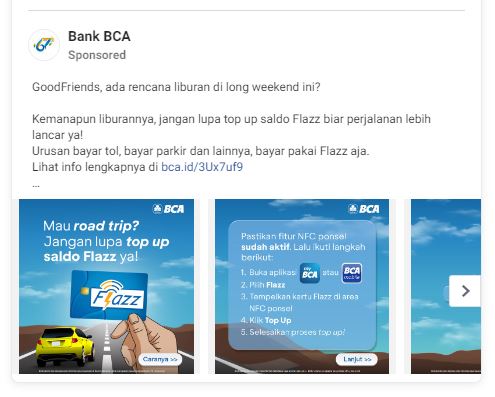 Bank BCA
Sponsored
GoodFriends, ada rencana liburan di long weekend ini?
Kemanapun liburannya, jangan lupa top up saldo Flazz biar perjalanan lebih
lancar ya!
Urusan bayar tol, bayar parkir dan lainnya, bayar pakai Flazz aja.
Lihat info lengkapnya di bca.id/3Ux7uf9
...
BCA
Mau road trip?
Jangan lupa top up
saldo Flazz ya!
Flazz
Caranya >>
BCA
Pastikan fitur NFC ponsel
sudah aktif. Lalu ikuti langkah
berikut:
1. Buka aplikasi my BCA atau BCA mobile
2. Pilih Flazz
3. Tempelkan kartu Flazz di area
NFC ponsel
4. Klik Top Up
5. Selesaikan proses top up!
Lanjut >>